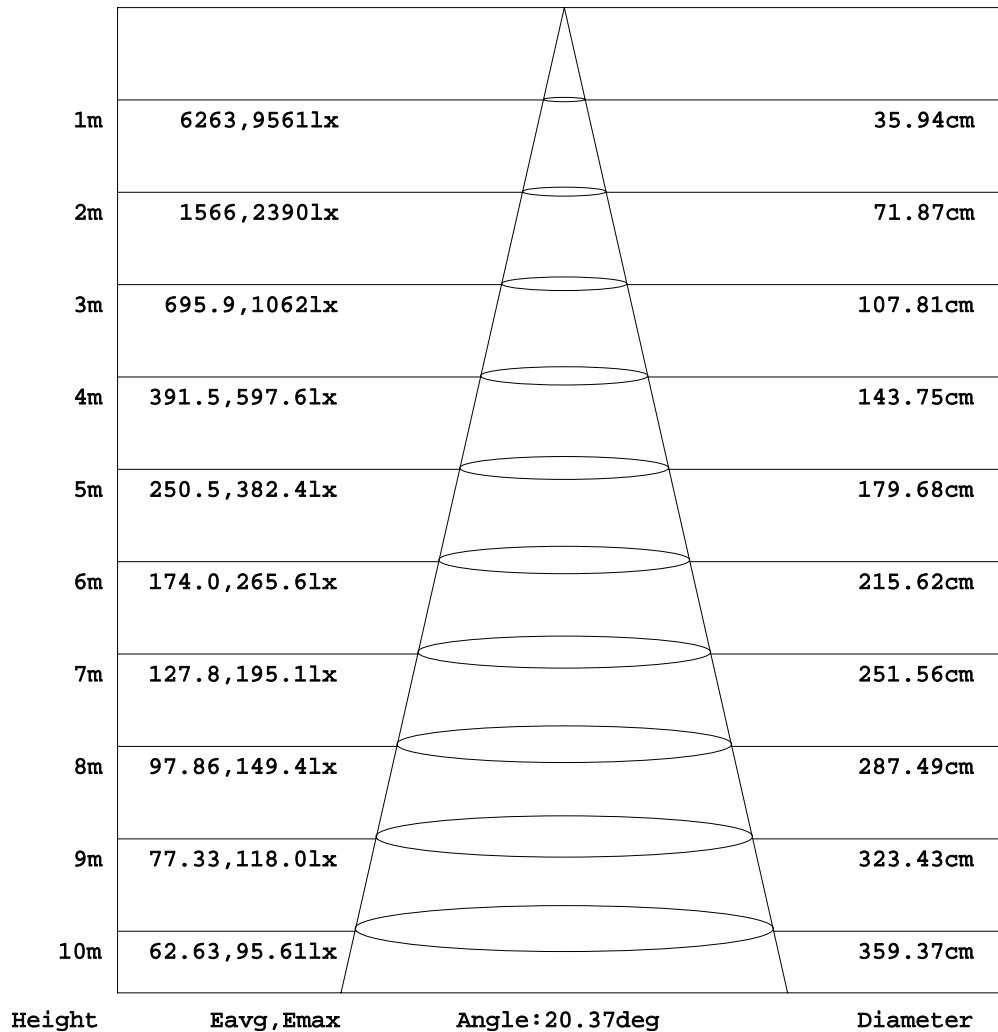 1m 6263,9561lx 35.94cm
2m 1566,2390lx 71.87cm
3m 695.9,1062lx 107.81cm
4m 391.5,597.6lx 143.75cm
5m 250.5,382.4lx 179.68cm
6m 174.0,265.6lx 215.62cm
7m 127.8,195.1lx 251.56cm
8m 97.86,149.4lx 287.49cm
9m 77.33,118.0lx 323.43cm
10m 62.63,95.61lx 359.37cm
Height Eavg,Emax Angle:20.37deg Diameter